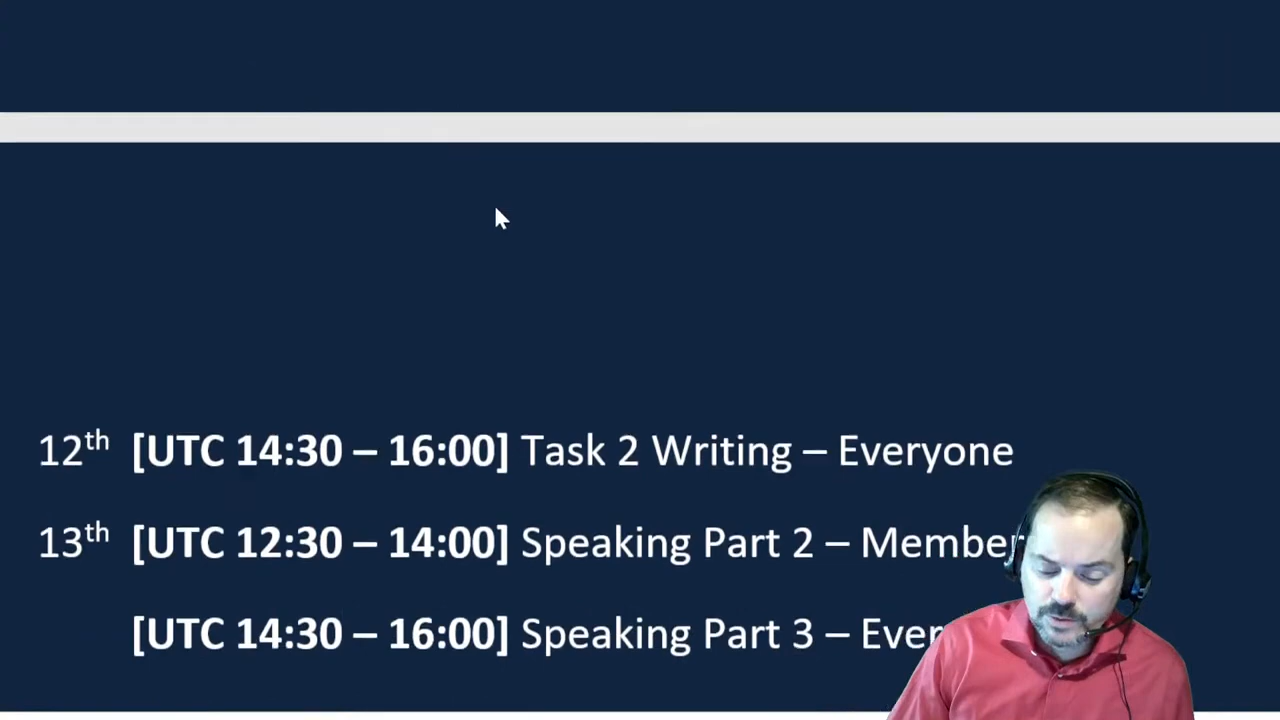 12th [UTC 14:30 – 16:00] Task 2 Writing – Everyone
13th [UTC 12:30 – 14:00] Speaking Part 2 –
[UTC 14:30 – 16:00] Speaking Part 3 –